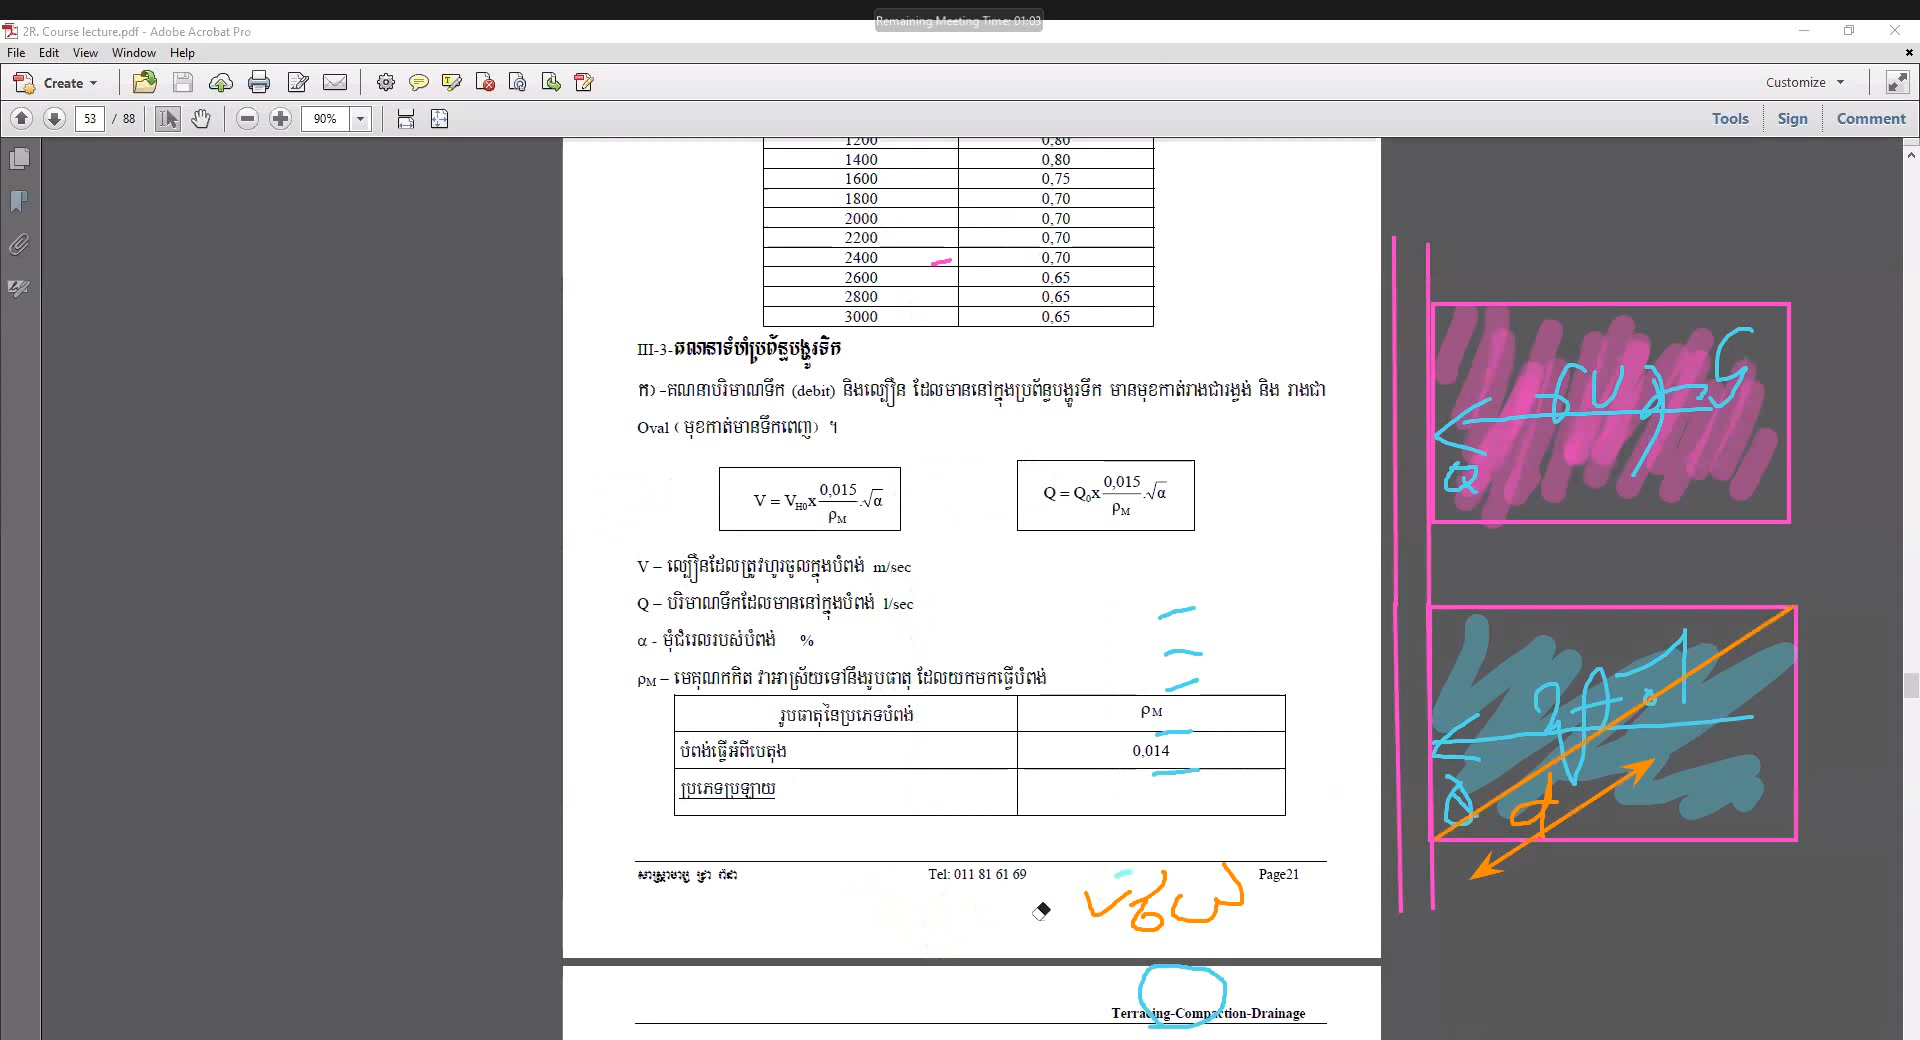 Remaining Meeting Time: 01:03
2R. Course lecture.pdf - Adobe Acrobat Pro
File Edit View Window Help
Create
Customize
53 / 88 90% Tools Sign Comment
1200 0,80
1400 0,80
1600 0,75
1800 0,70
2000 0,70
2200 0,70
2400 0,70
2600 0,65
2800 0,65
3000 0,65
III-3-គណនាទំហំប្រព័ន្ធបង្ហូរទឹក
ក) -គណនាបរិមាណទឹក (debit) និងល្បឿន ដែលមាននៅក្នុងប្រព័ន្ធបង្ហូរទឹក មានមុខកាត់រាងជារង្វង់ និង រាងជា
Oval ( មុខកាត់មានទឹកពេញ) ។
V = VH0x 0,015/ρM .√α Q = Q0x 0,015/ρM .√α
V – ល្បឿនដែលត្រូវហូរចូលក្នុងបំពង់ m/sec
Q – បរិមាណទឹកដែលមាននៅក្នុងបំពង់ l/sec
α - មុំជំរេលរបស់បំពង់ %
ρM – មេគុណកកិត វាអាស្រ័យទៅនឹងរូបធាតុ ដែលយកមកធ្វើបំពង់
រូបធាតុនៃប្រភេទបំពង់ ρM
បំពង់ធ្វើអំពីបេតុង 0,014
ប្រភេទប្រឡាយ
Tel: 011 81 61 69 Page21
Terracing-Compaction-Drainage
Q
d